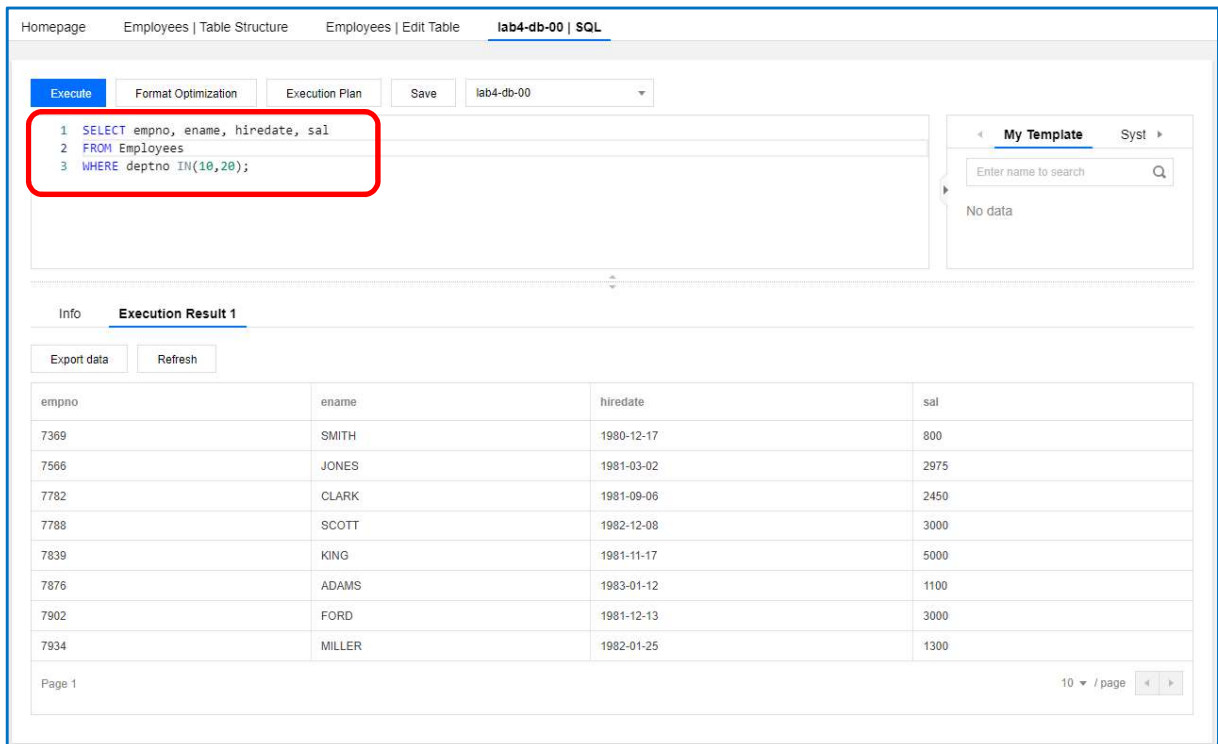 Homepage Employees | Table Structure Employees | Edit Table lab4-db-00 | SQL
Execute Format Optimization Execution Plan Save lab4-db-00
1 SELECT empno, ename, hiredate, sal
2 FROM Employees
3 WHERE deptno IN(10,20);
My Template Syst
Enter name to search
No data
Info Execution Result 1
Export data Refresh
empno ename hiredate sal
7369 SMITH 1980-12-17 800
7566 JONES 1981-03-02 2975
7782 CLARK 1981-09-06 2450
7788 SCOTT 1982-12-08 3000
7839 KING 1981-11-17 5000
7876 ADAMS 1983-01-12 1100
7902 FORD 1981-12-13 3000
7934 MILLER 1982-01-25 1300
Page 1 10 / page